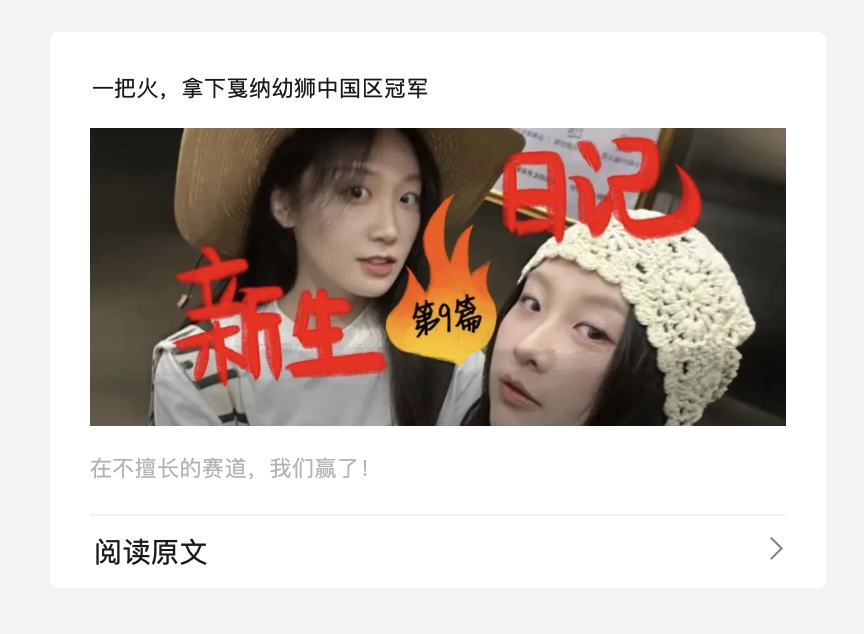 一把火，拿下戛纳幼狮中国区冠军
新生
日记
第9篇
在不擅长的赛道，我们赢了！
阅读原文